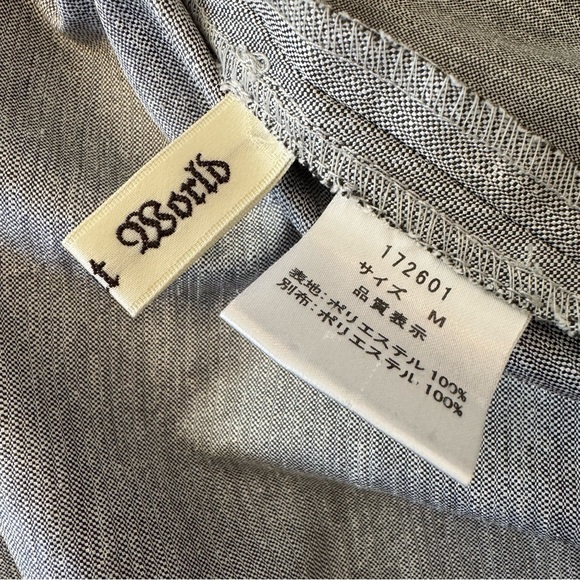 Worl's
t
172601
サイズ M
品質表示
表地:ポリエステル 100%
別布:ポリエステル 100%